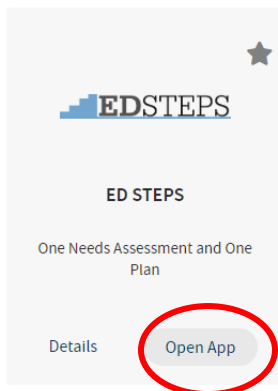 EDSTEPS
ED STEPS
One Needs Assessment and One
Plan
Details Open App